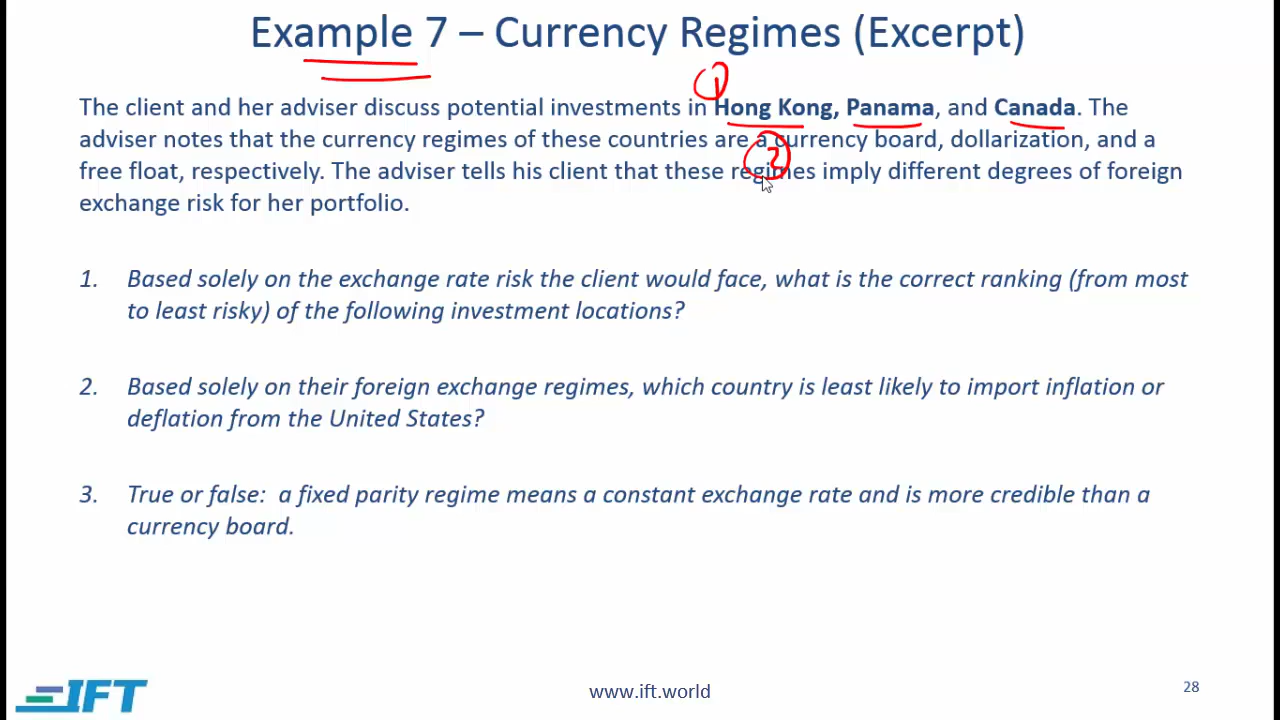 Example 7 – Currency Regimes (Excerpt)
1
The client and her adviser discuss potential investments in Hong Kong, Panama, and Canada. The
adviser notes that the currency regimes of these countries are a currency board, dollarization, and a
2
free float, respectively. The adviser tells his client that these regimes imply different degrees of foreign
exchange risk for her portfolio.
1. Based solely on the exchange rate risk the client would face, what is the correct ranking (from most
to least risky) of the following investment locations?
2. Based solely on their foreign exchange regimes, which country is least likely to import inflation or
deflation from the United States?
3. True or false: a fixed parity regime means a constant exchange rate and is more credible than a
currency board.
IFT
www.ift.world
28